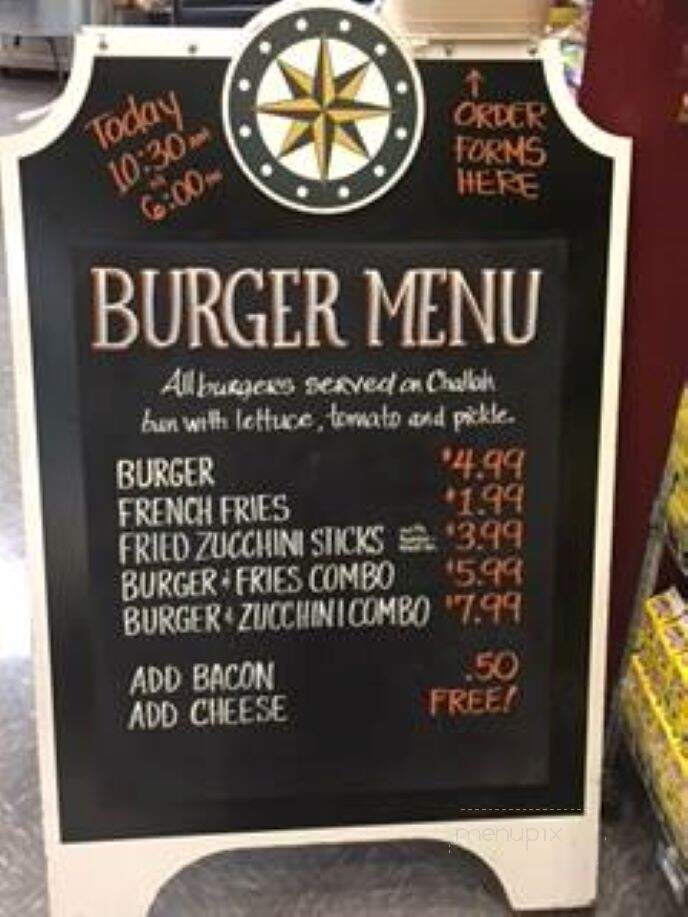 Today
10:30 am
6:00 pm
↑
ORDER
FORMS
HERE
BURGER MENU
All burgers served on Challah
bun with lettuce, tomato and pickle.
BURGER $4.99
FRENCH FRIES $1.99
FRIED ZUCCHINI STICKS $3.99
BURGER & FRIES COMBO $5.99
BURGER & ZUCCHINI COMBO $7.99
ADD BACON .50
ADD CHEESE FREE!
menupix